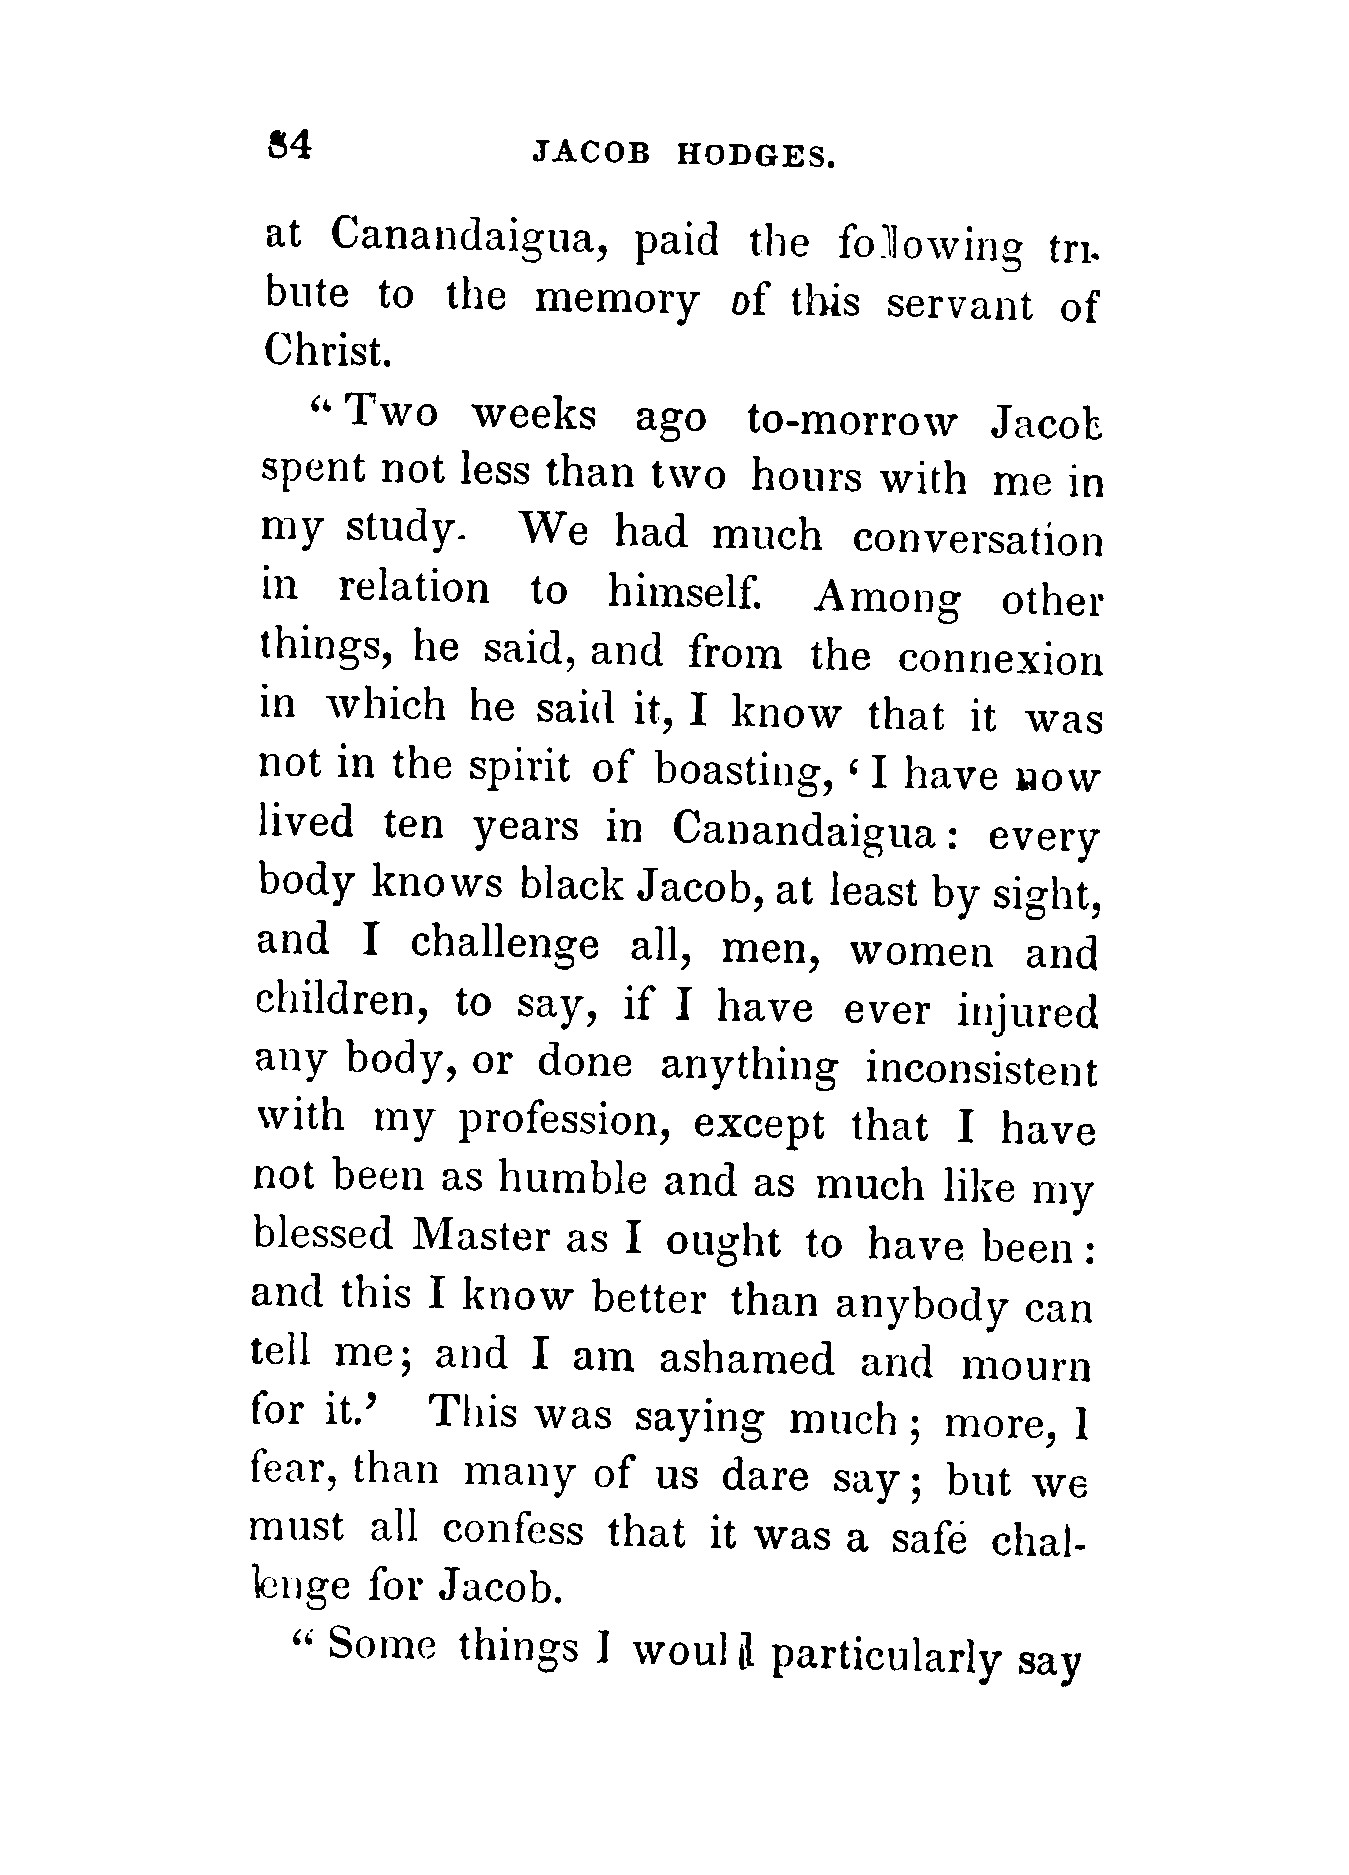 84 JACOB HODGES.
at Canandaigua, paid the following tri-
bute to the memory of this servant of
Christ.
“ Two weeks ago to-morrow Jacob
spent not less than two hours with me in
my study. We had much conversation
in relation to himself. Among other
things, he said, and from the connexion
in which he said it, I know that it was
not in the spirit of boasting, ‘ I have now
lived ten years in Canandaigua : every
body knows black Jacob, at least by sight,
and I challenge all, men, women and
children, to say, if I have ever injured
any body, or done anything inconsistent
with my profession, except that I have
not been as humble and as much like my
blessed Master as I ought to have been :
and this I know better than anybody can
tell me; and I am ashamed and mourn
for it.’ This was saying much ; more, I
fear, than many of us dare say ; but we
must all confess that it was a safe chal-
lenge for Jacob.
“ Some things I would particularly say